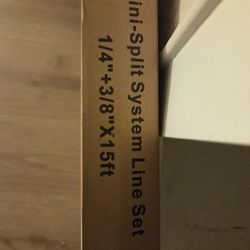 ini-Split System Line Set
1/4"+3/8"X15ft